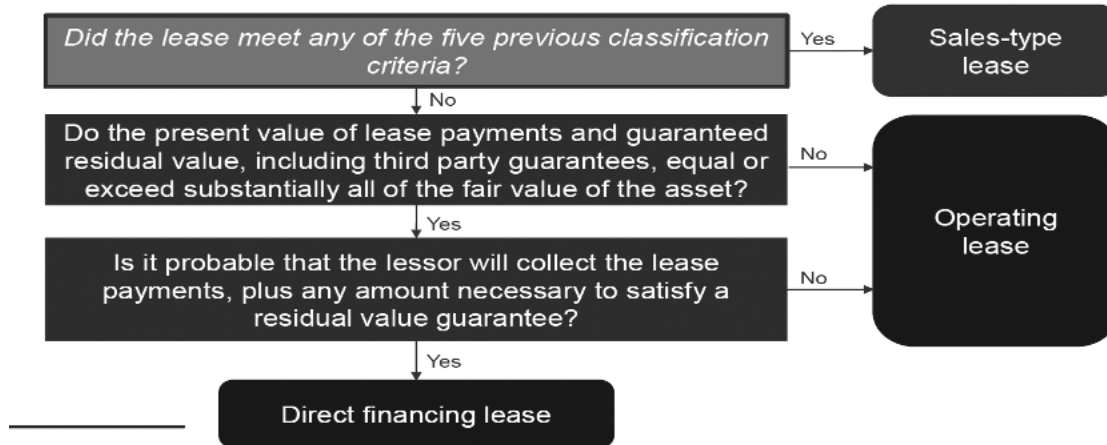 Did the lease meet any of the five previous classification
criteria?
Yes
Sales-type
lease
No
Do the present value of lease payments and guaranteed
residual value, including third party guarantees, equal or
exceed substantially all of the fair value of the asset?
No
Operating
lease
Yes
Is it probable that the lessor will collect the lease
payments, plus any amount necessary to satisfy a
residual value guarantee?
No
Yes
Direct financing lease